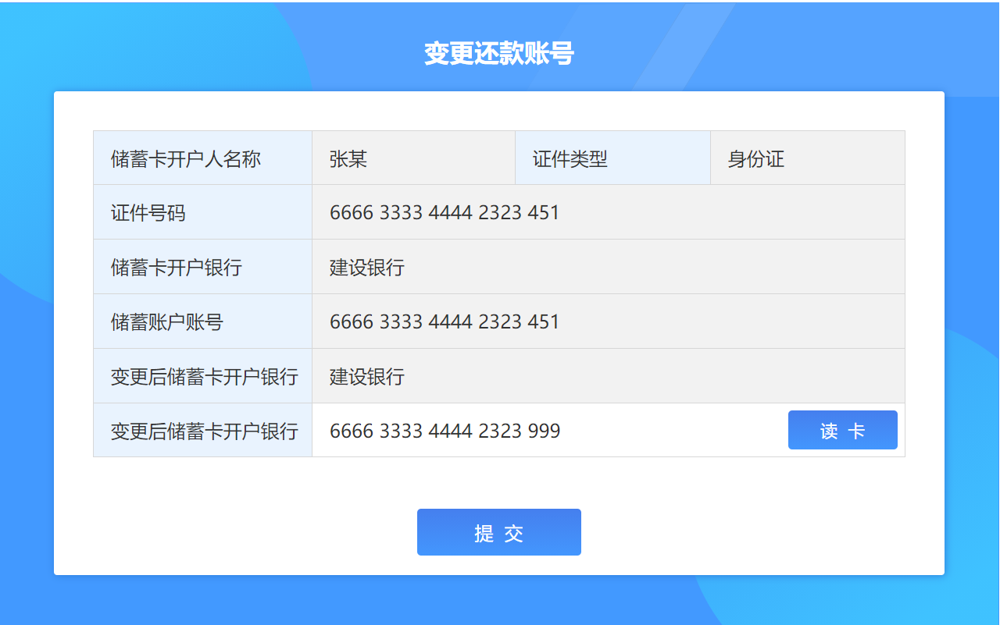 变更还款账号
储蓄卡开户人名称 张某 证件类型 身份证
证件号码 6666 3333 4444 2323 451
储蓄卡开户银行 建设银行
储蓄账户账号 6666 3333 4444 2323 451
变更后储蓄卡开户银行 建设银行
变更后储蓄卡开户银行 6666 3333 4444 2323 999 读 卡
提 交